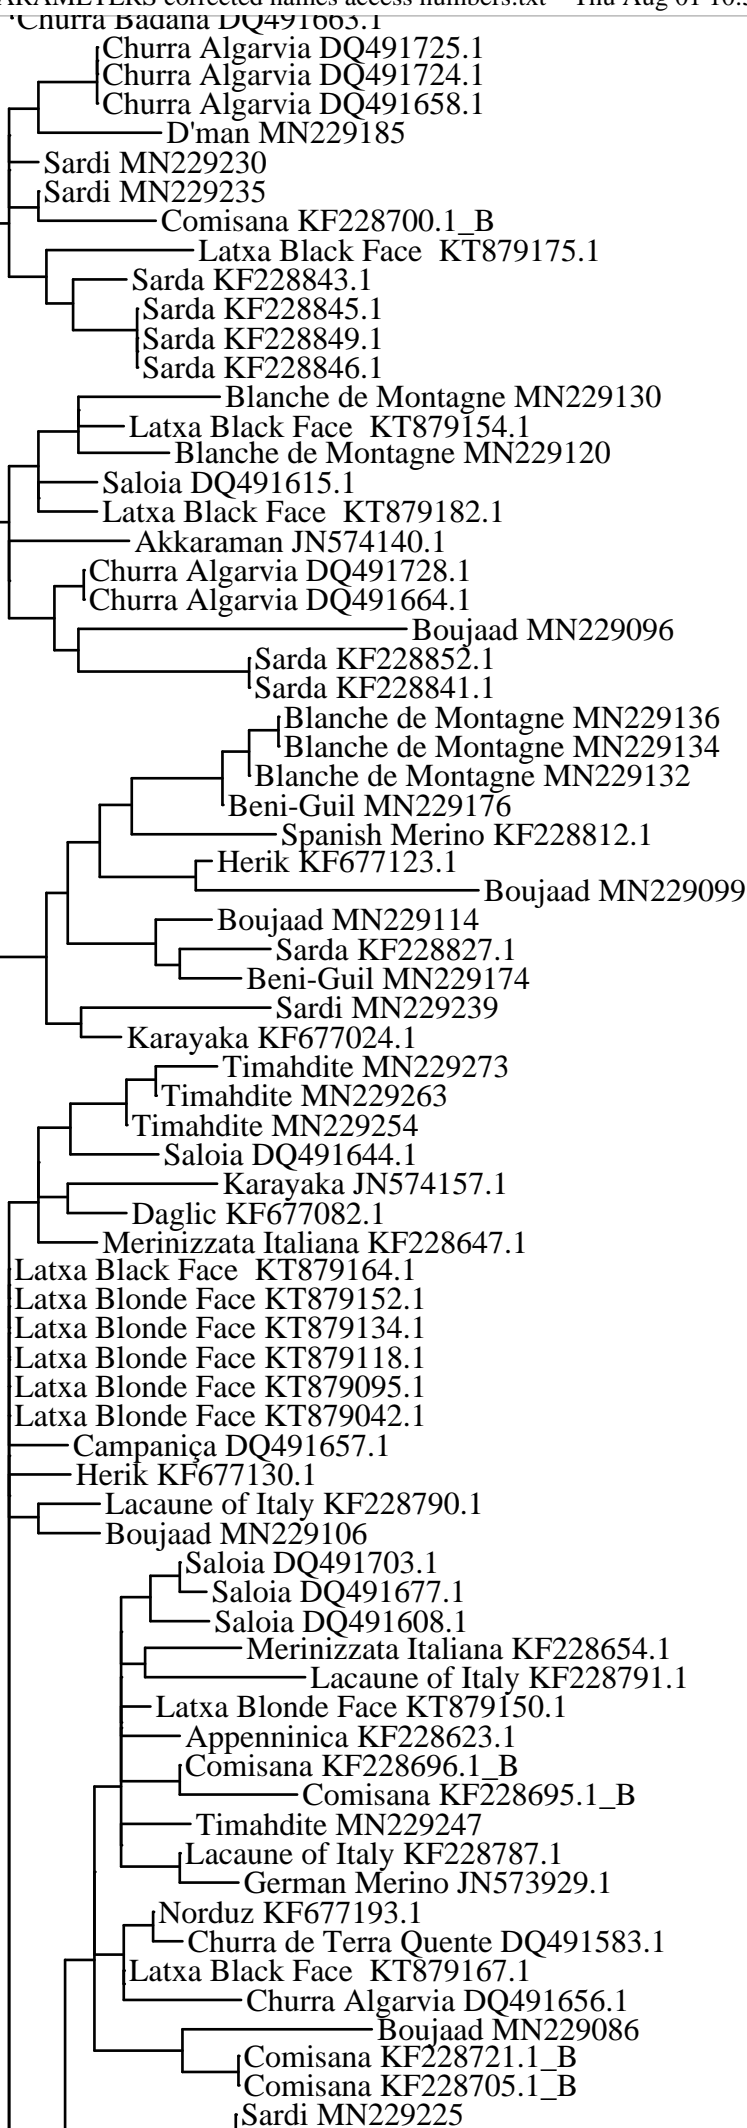 ARAMETERS corrected names access numbers.txt Thu Aug 01 16:
Churra Badana DQ491663.1
Churra Algarvia DQ491725.1
Churra Algarvia DQ491724.1
Churra Algarvia DQ491658.1
D'man MN229185
Sardi MN229230
Sardi MN229235
Comisana KF228700.1_B
Latxa Black Face KT879175.1
Sarda KF228843.1
Sarda KF228845.1
Sarda KF228849.1
Sarda KF228846.1
Blanche de Montagne MN229130
Latxa Black Face KT879154.1
Blanche de Montagne MN229120
Saloia DQ491615.1
Latxa Black Face KT879182.1
Akkaraman JN574140.1
Churra Algarvia DQ491728.1
Churra Algarvia DQ491664.1
Boujaad MN229096
Sarda KF228852.1
Sarda KF228841.1
Blanche de Montagne MN229136
Blanche de Montagne MN229134
Blanche de Montagne MN229132
Beni-Guil MN229176
Spanish Merino KF228812.1
Herik KF677123.1
Boujaad MN229099
Boujaad MN229114
Sarda KF228827.1
Beni-Guil MN229174
Sardi MN229239
Karayaka KF677024.1
Timahdite MN229273
Timahdite MN229263
Timahdite MN229254
Saloia DQ491644.1
Karayaka JN574157.1
Daglic KF677082.1
Merinizzata Italiana KF228647.1
Latxa Black Face KT879164.1
Latxa Blonde Face KT879152.1
Latxa Blonde Face KT879134.1
Latxa Blonde Face KT879118.1
Latxa Blonde Face KT879095.1
Latxa Blonde Face KT879042.1
Campaniça DQ491657.1
Herik KF677130.1
Lacaune of Italy KF228790.1
Boujaad MN229106
Saloia DQ491703.1
Saloia DQ491677.1
Saloia DQ491608.1
Merinizzata Italiana KF228654.1
Lacaune of Italy KF228791.1
Latxa Blonde Face KT879150.1
Appenninica KF228623.1
Comisana KF228696.1_B
Comisana KF228695.1_B
Timahdite MN229247
Lacaune of Italy KF228787.1
German Merino JN573929.1
Norduz KF677193.1
Churra de Terra Quente DQ491583.1
Latxa Black Face KT879167.1
Churra Algarvia DQ491656.1
Boujaad MN229086
Comisana KF228721.1_B
Comisana KF228705.1_B
Sardi MN229225